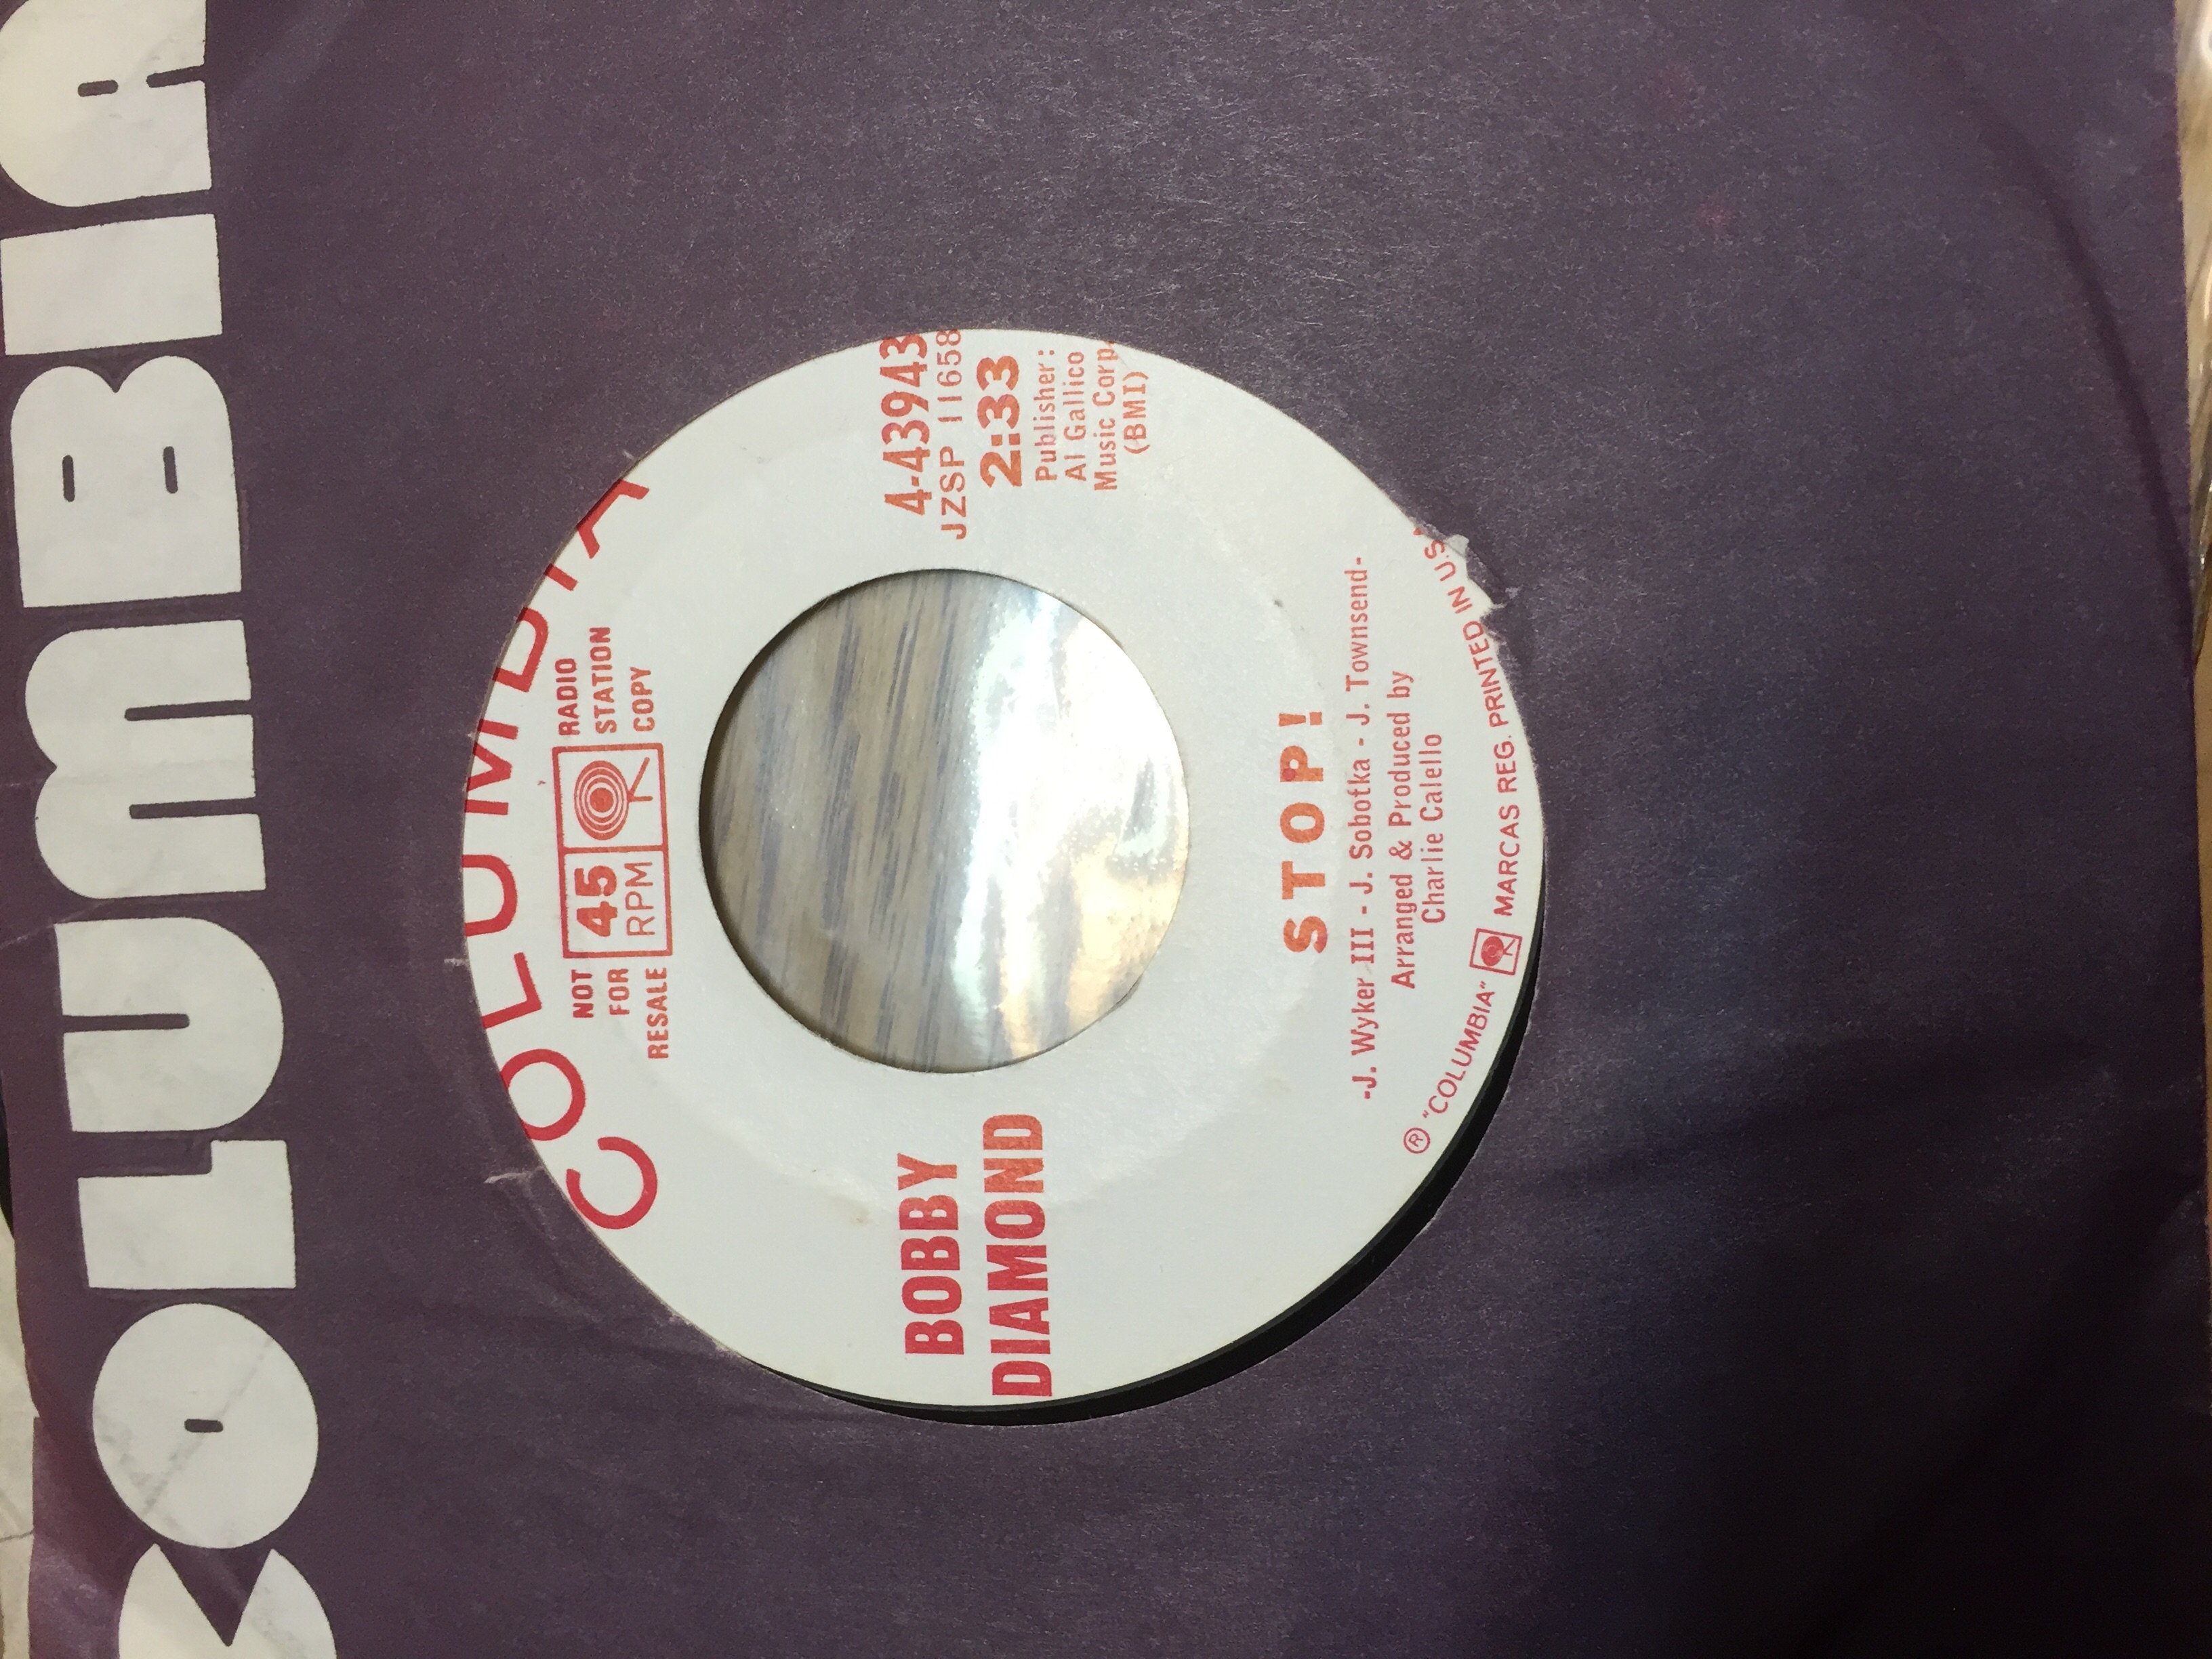 COLUMBIA
COLUMBIA
NOT
FOR
RESALE
45
RPM
RADIO
STATION
COPY
BOBBY
DIAMOND
4-43943
JZSP 11658
2:33
Publisher:
Al Gallico
Music Corp.
(BMI)
STOP!
-J. Wyker III - J. Sobotka - J. Townsend-
Arranged & Produced by
Charlie Calello
® "COLUMBIA" MARCAS REG. PRINTED IN U.S.A